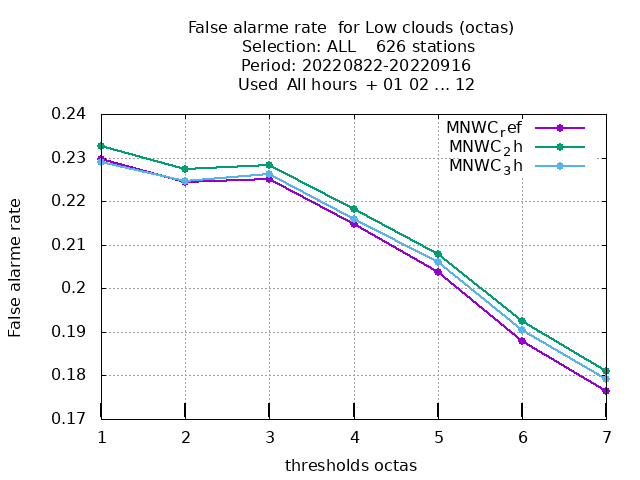 False alarme rate  for Low clouds (octas)
Selection: ALL    626 stations
Period: 20220822-20220916
Used  All hours  + 01 02 ... 12
MNWC_ref
MNWC_2h
MNWC_3h
0.24
0.23
0.22
0.21
0.2
0.19
0.18
0.17
False alarme rate
1 2 3 4 5 6 7
thresholds octas